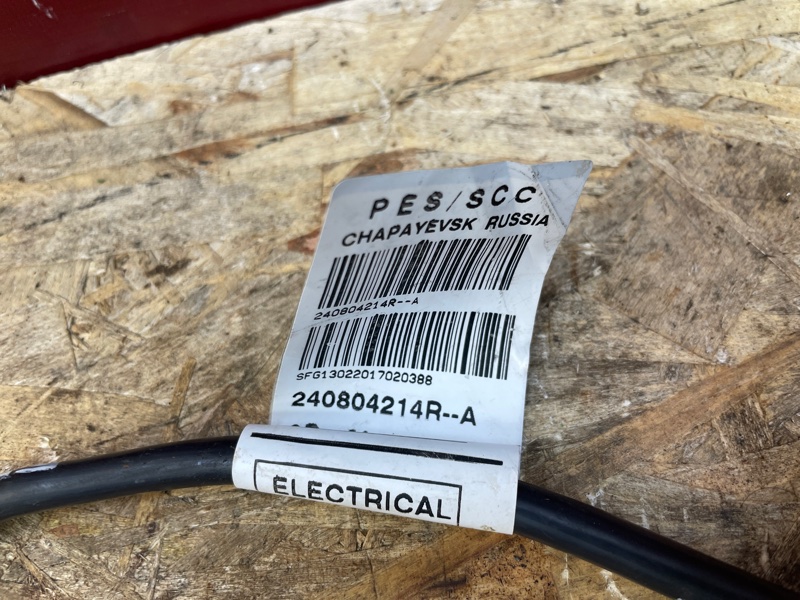 PES/SCC
CHAPAYEVSK RUSSIA
240804214R--A
SFG13022017020388
240804214R--A
ELECTRICAL